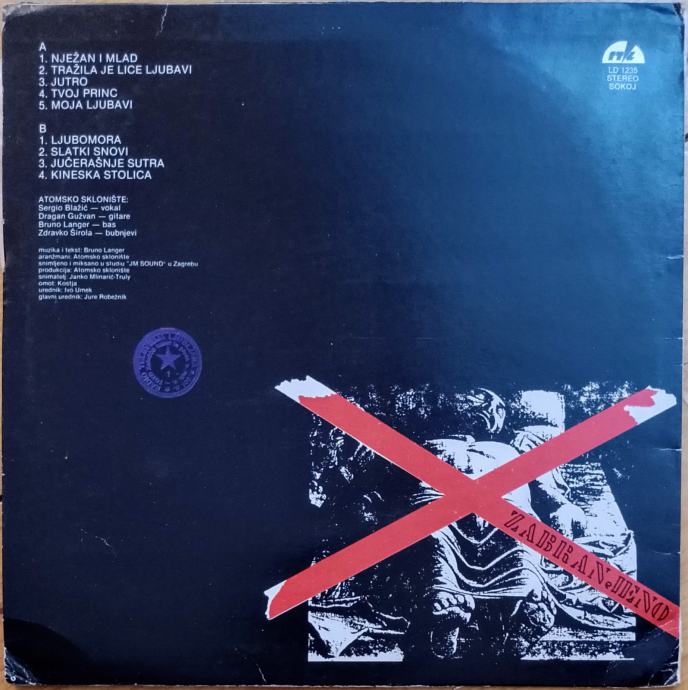 A
1. NJEŽAN I MLAD
2. TRAŽILA JE LICE LJUBAVI
3. JUTRO
4. TVOJ PRINC
5. MOJA LJUBAVI
B
1. LJUBOMORA
2. SLATKI SNOVI
3. JUČERAŠNJE SUTRA
4. KINESKA STOLICA
ATOMSKO SKLONIŠTE:
Sergio Blažić — vokal
Dragan Gužvan — gitare
Bruno Langer — bas
Zdravko Širola — bubnjevi
muzika i tekst: Bruno Langer
aranžmani: Atomsko sklonište
snimljeno i miksano u studiu "JM SOUND" u Zagrebu
produkcija: Atomsko sklonište
snimatelj: Janko Mlinarić-Truly
omot: Kostja
urednik: Ivo Umek
glavni urednik: Jure Robežnik
rtk
LD 1235
STEREO
SOKOJ
ZABRANJENO